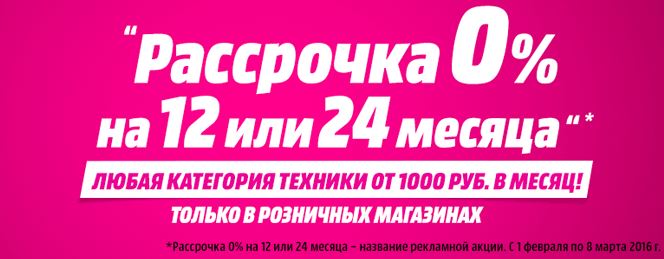 “Рассрочка 0%
на 12 или 24 месяца“*
ЛЮБАЯ КАТЕГОРИЯ ТЕХНИКИ ОТ 1000 РУБ. В МЕСЯЦ!
ТОЛЬКО В РОЗНИЧНЫХ МАГАЗИНАХ
*Рассрочка 0% на 12 или 24 месяца – название рекламной акции. С 1 февраля по 8 марта 2016 г.